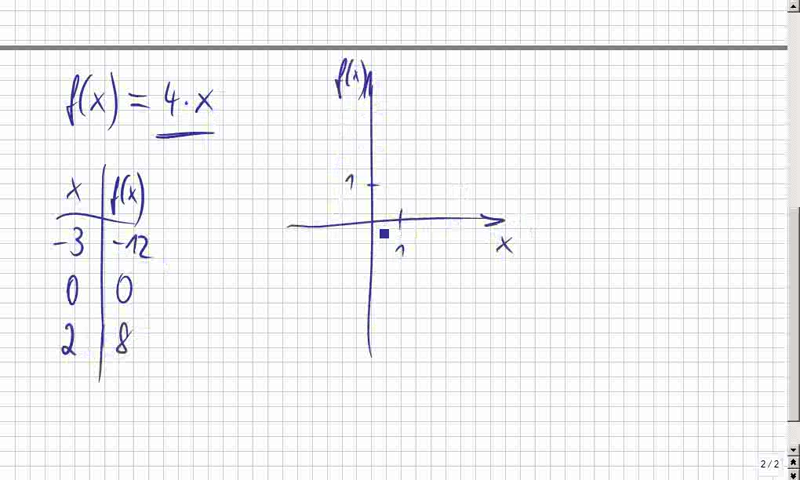 f(x) = 4·x
x f(x)
-3 -12
0 0
2 8
f(x)
1
1
x
2/2